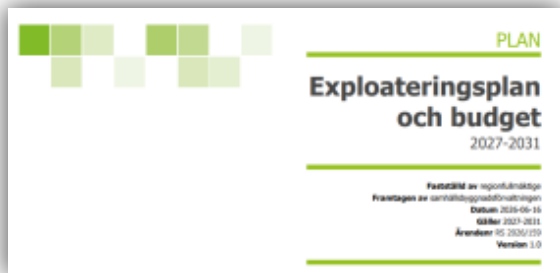 PLAN
Exploateringsplan
och budget
2027-2031
Fastställd av regionfullmäktige
Framtagen av samhällsbyggnadsförvaltningen
Datum 2026-06-16
Gäller 2027-2031
Ärendenr RS 2026/159
Version 1.0